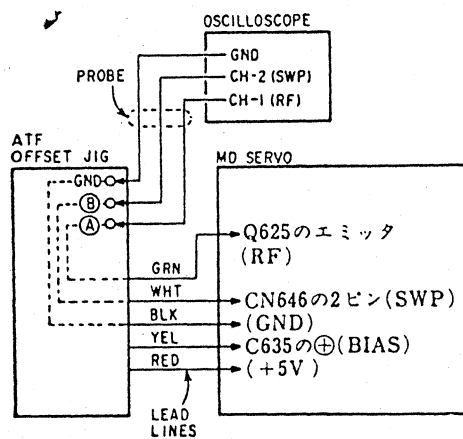 OSCILLOSCOPE
GND
CH-2 (SWP)
CH-1 (RF)
PROBE
ATF
OFFSET JIG
GND
B
A
MD SERVO
GRN
Q625のエミッタ
(RF)
WHT
CN646の2ピン(SWP)
BLK
(GND)
YEL
C635の⊕(BIAS)
RED
(+5V)
LEAD
LINES